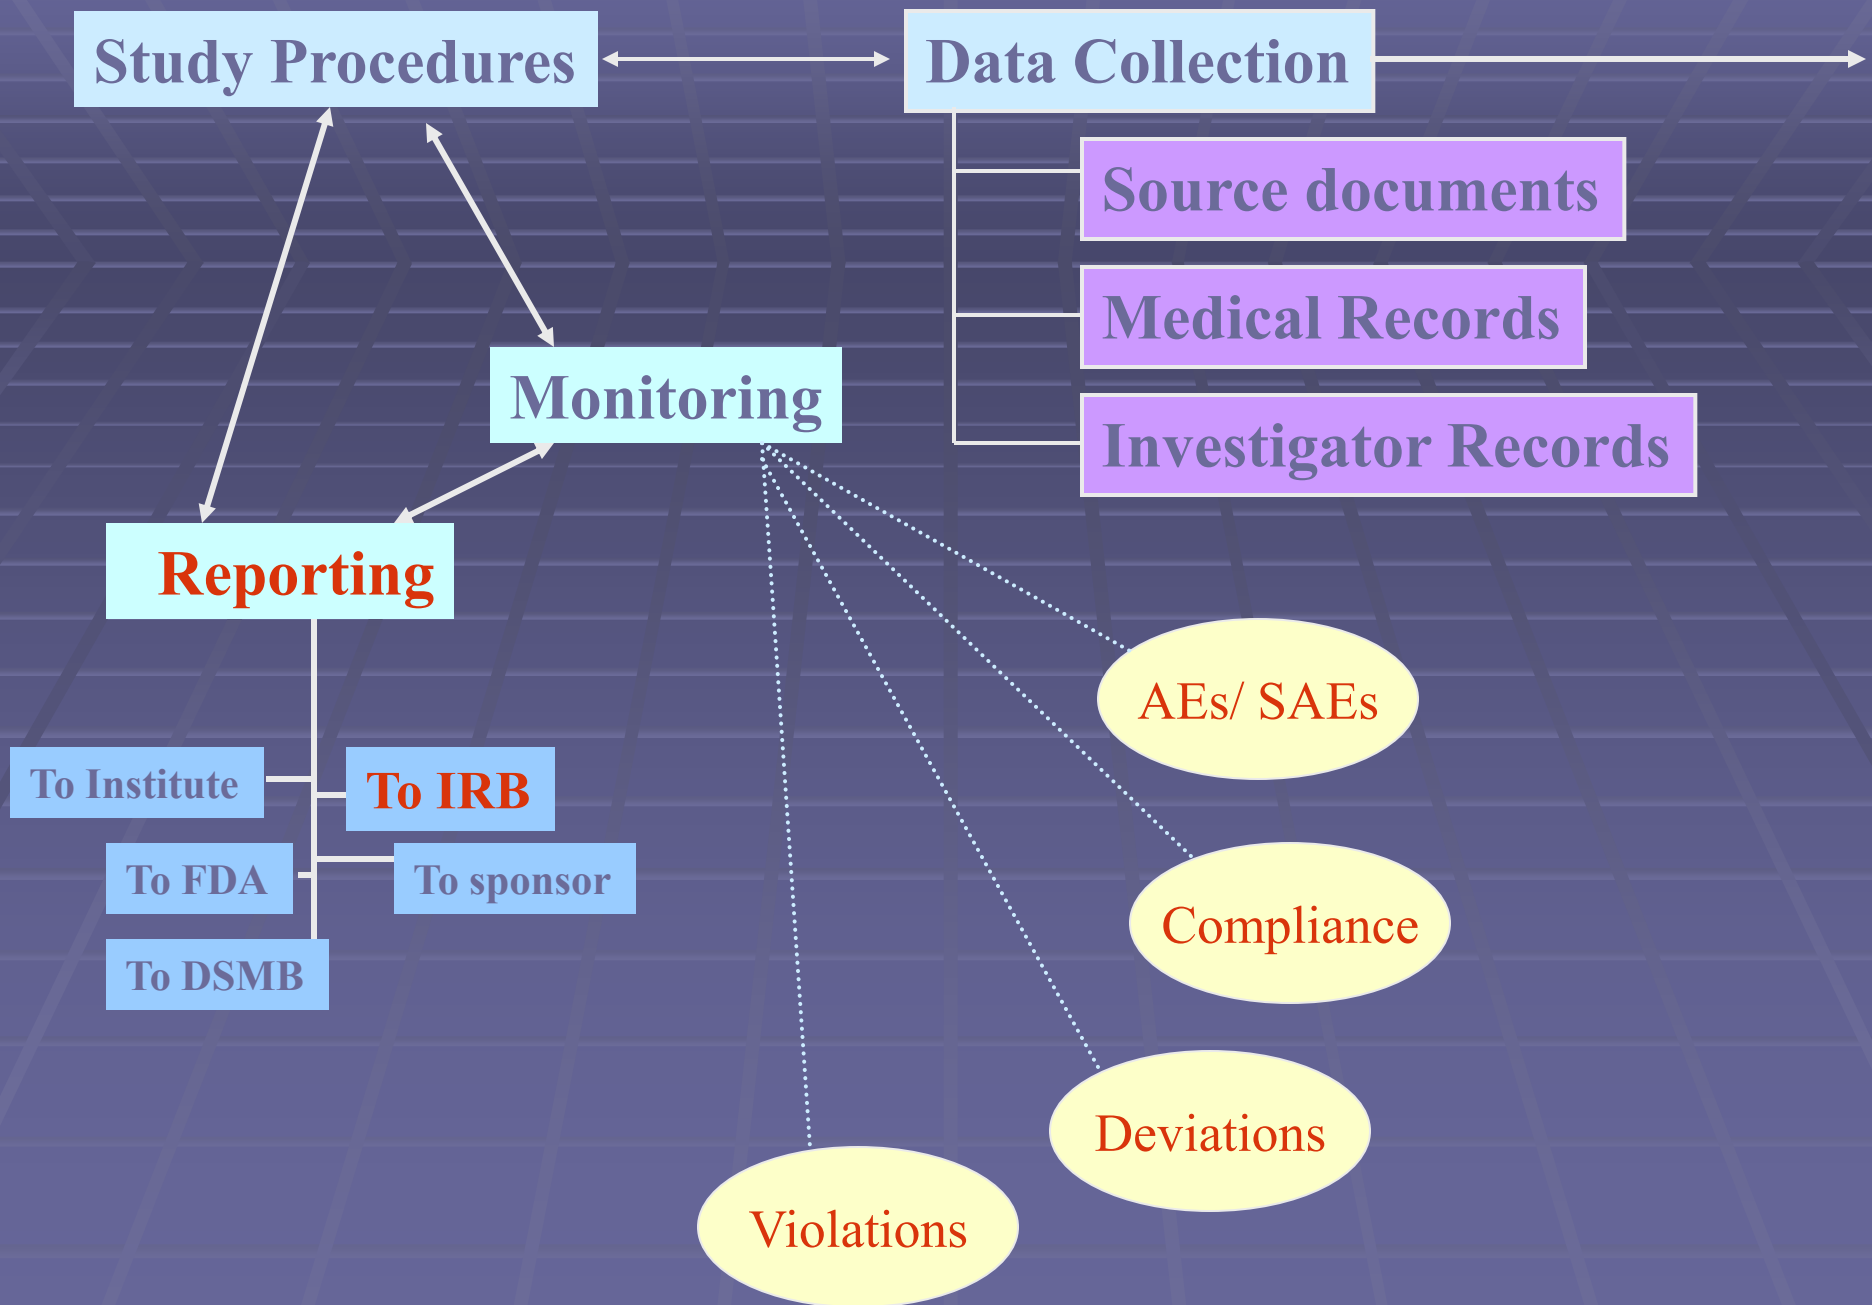 Study Procedures
Data Collection
Source documents
Medical Records
Investigator Records
Monitoring
Reporting
To Institute
To IRB
To FDA
To sponsor
To DSMB
AEs/ SAEs
Compliance
Deviations
Violations